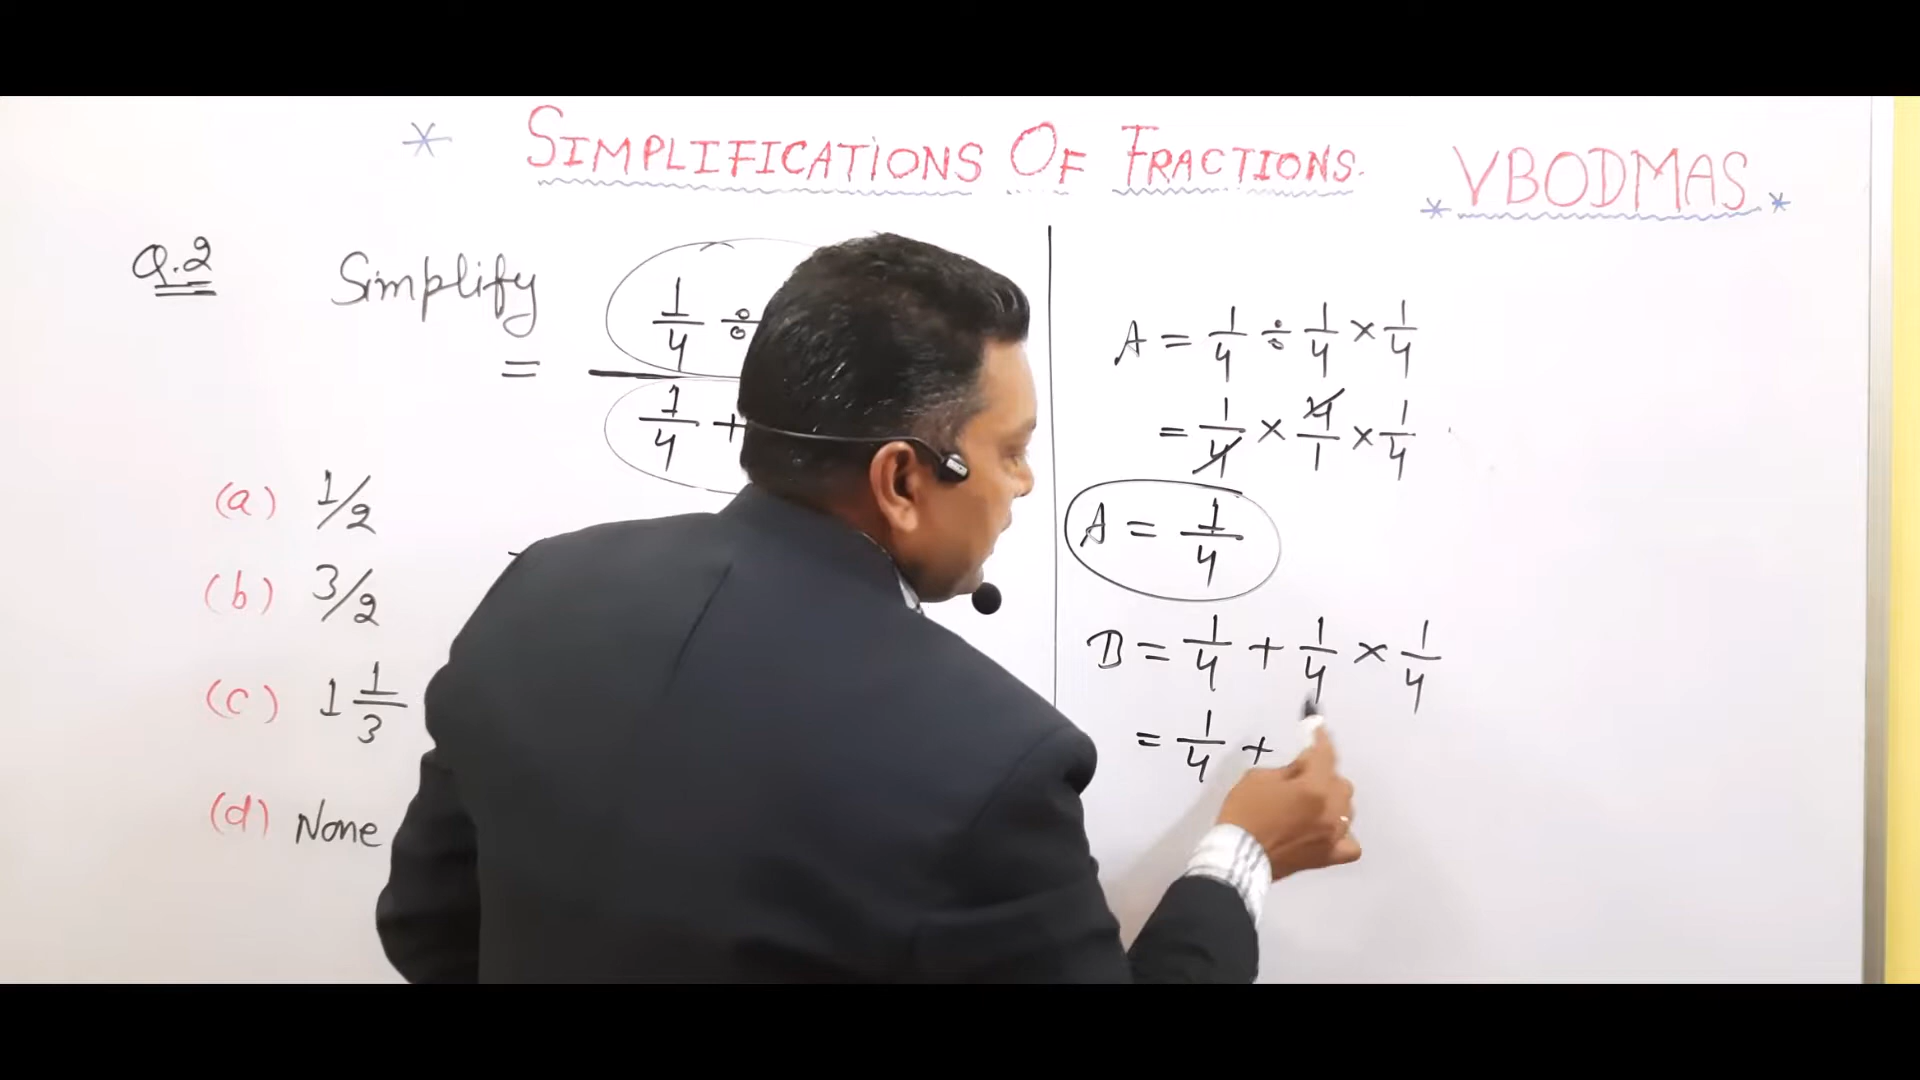 * SIMPLIFICATIONS OF FRACTIONS.
* VBODMAS *
Q.2 Simplify
= 1/4 ÷
1/4 +
(a) 1/2
(b) 3/2
(c) 1 1/3
(d) None
A = 1/4 ÷ 1/4 × 1/4
= 1/4 × 4/1 × 1/4
A = 1/4
B = 1/4 + 1/4 × 1/4
= 1/4 +